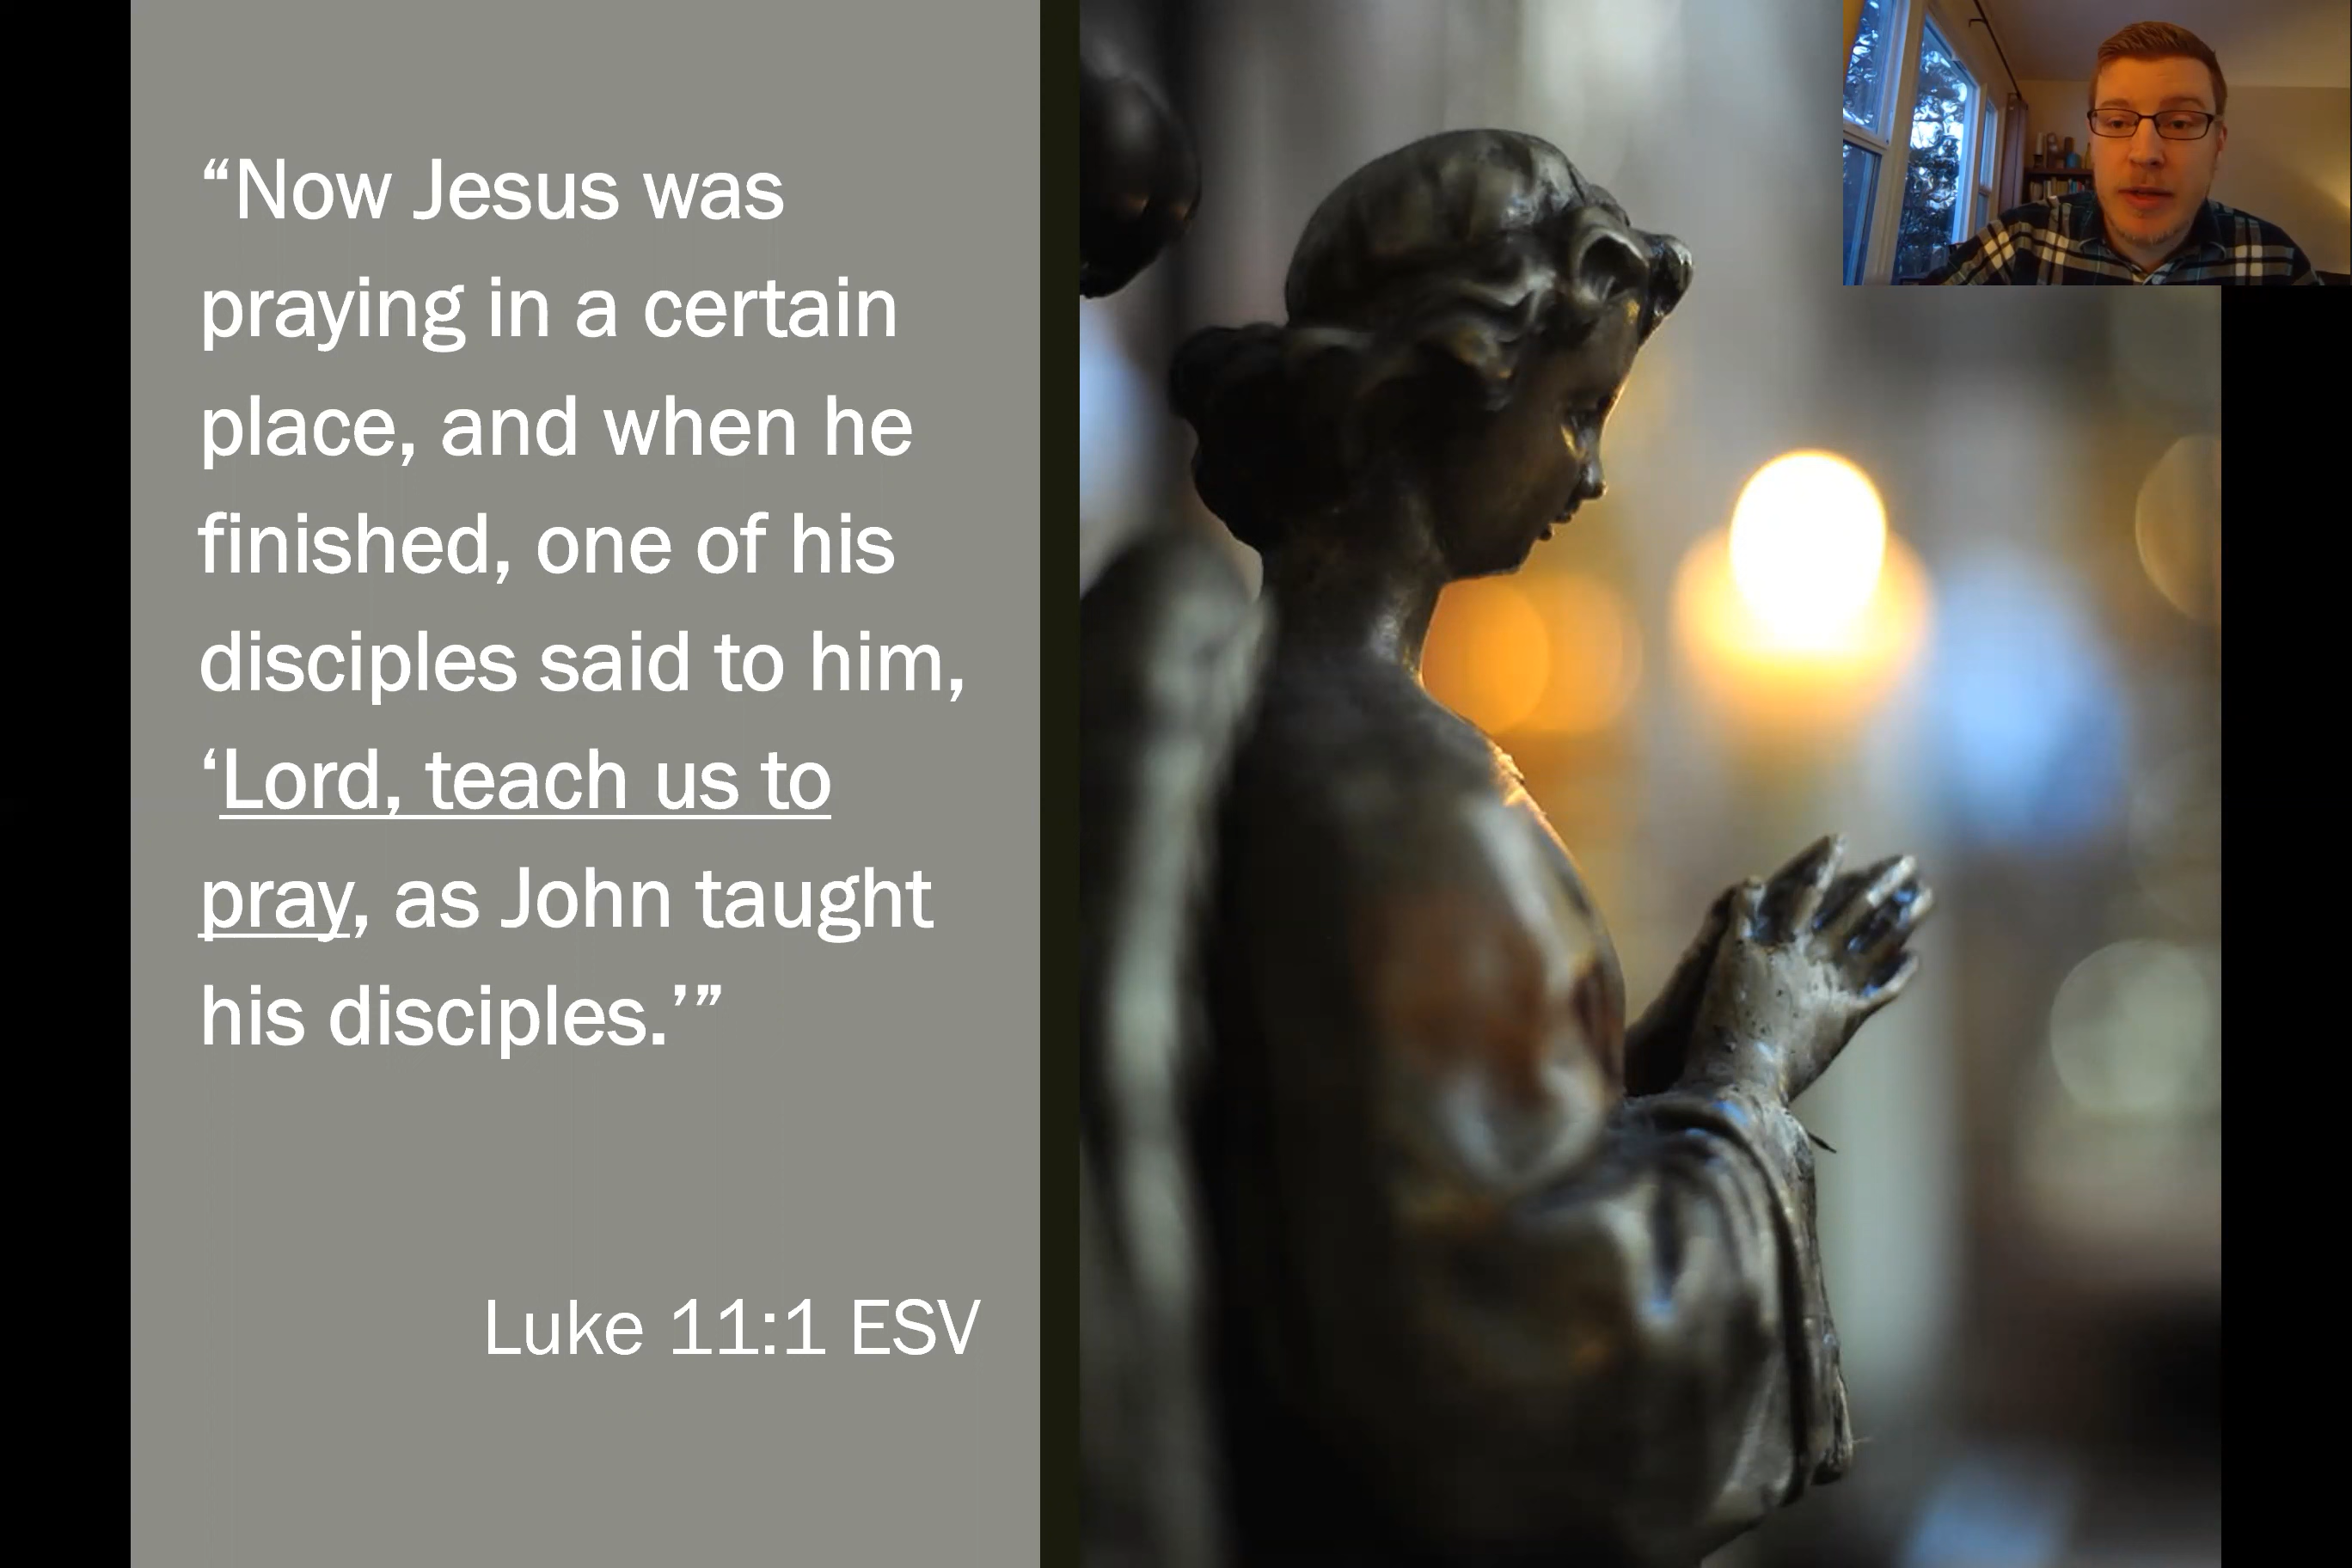 “Now Jesus was
praying in a certain
place, and when he
finished, one of his
disciples said to him,
‘Lord, teach us to
pray, as John taught
his disciples.’”
Luke 11:1 ESV